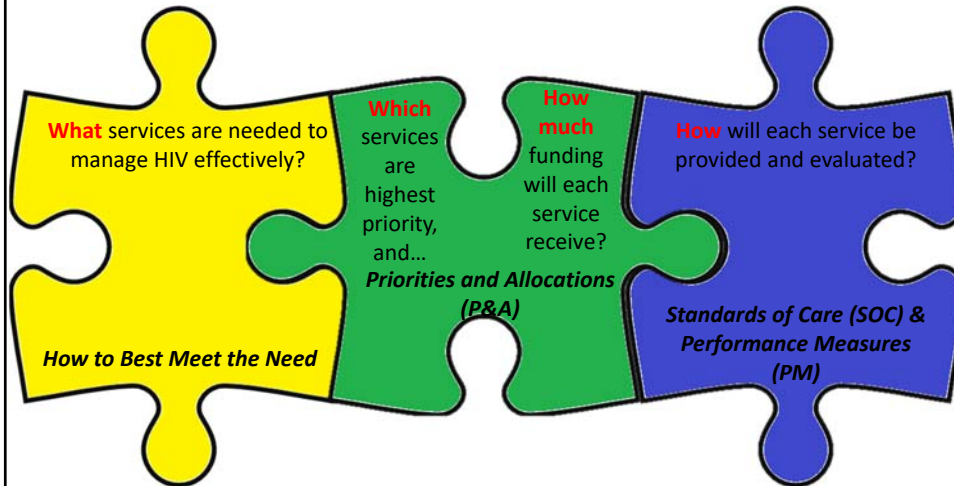 What services are needed to
manage HIV effectively?
How to Best Meet the Need
Which
services
are
highest
priority,
and…
How
much
funding
will each
service
receive?
Priorities and Allocations
(P&A)
How will each service be
provided and evaluated?
Standards of Care (SOC) &
Performance Measures
(PM)